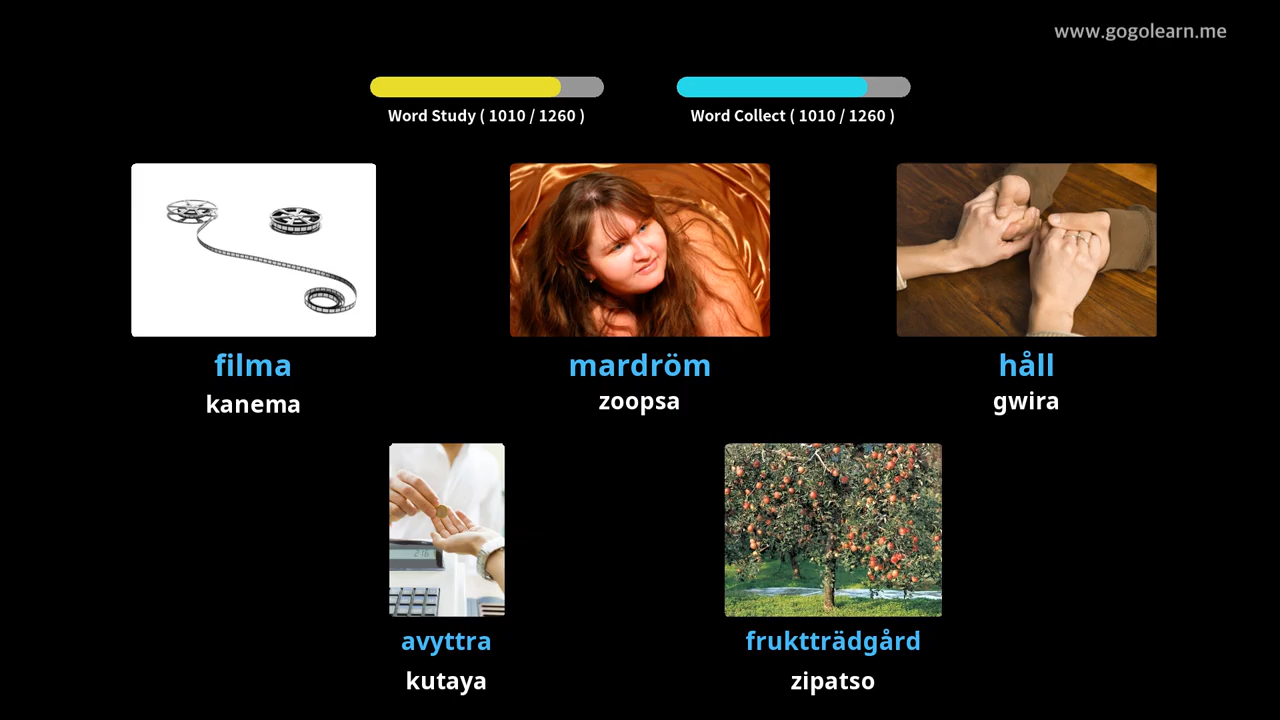 www.gogolearn.me
Word Study ( 1010 / 1260 )
Word Collect ( 1010 / 1260 )
filma
kanema
mardröm
zoopsa
håll
gwira
avyttra
kutaya
fruktträdgård
zipatso